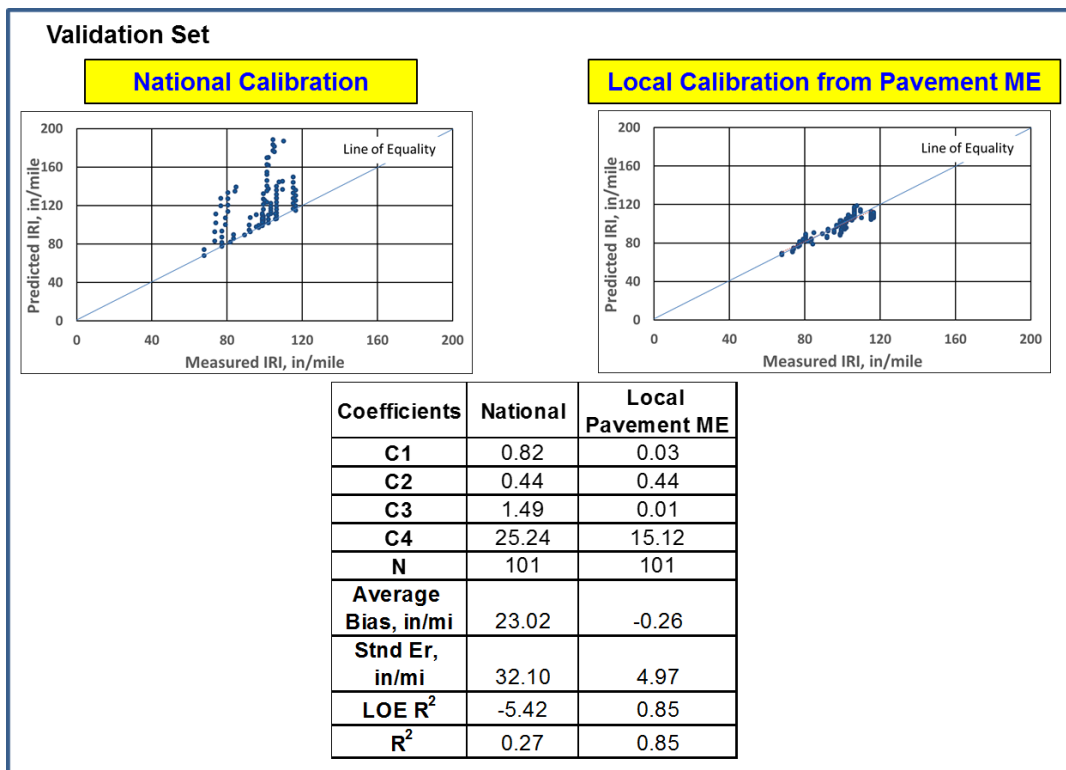 Validation Set
National Calibration
200
160
120
80
40
0
Predicted IRI, in/mile
Line of Equality
0 40 80 120 160 200
Measured IRI, in/mile
Local Calibration from Pavement ME
200
160
120
80
40
0
Predicted IRI, in/mile
Line of Equality
0 40 80 120 160 200
Measured IRI, in/mile
Coefficients National Local
Pavement ME
C1 0.82 0.03
C2 0.44 0.44
C3 1.49 0.01
C4 25.24 15.12
N 101 101
Average
Bias, in/mi 23.02 -0.26
Stnd Er,
in/mi 32.10 4.97
LOE R² -5.42 0.85
R² 0.27 0.85